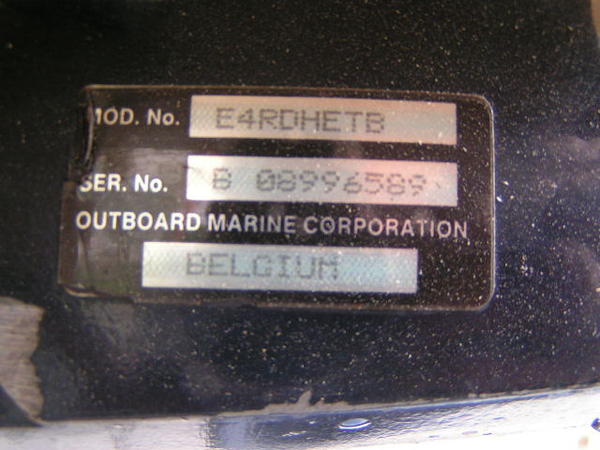 MOD. No. E4RDHETB
SER. No. B 08996589
OUTBOARD MARINE CORPORATION
BELGIUM